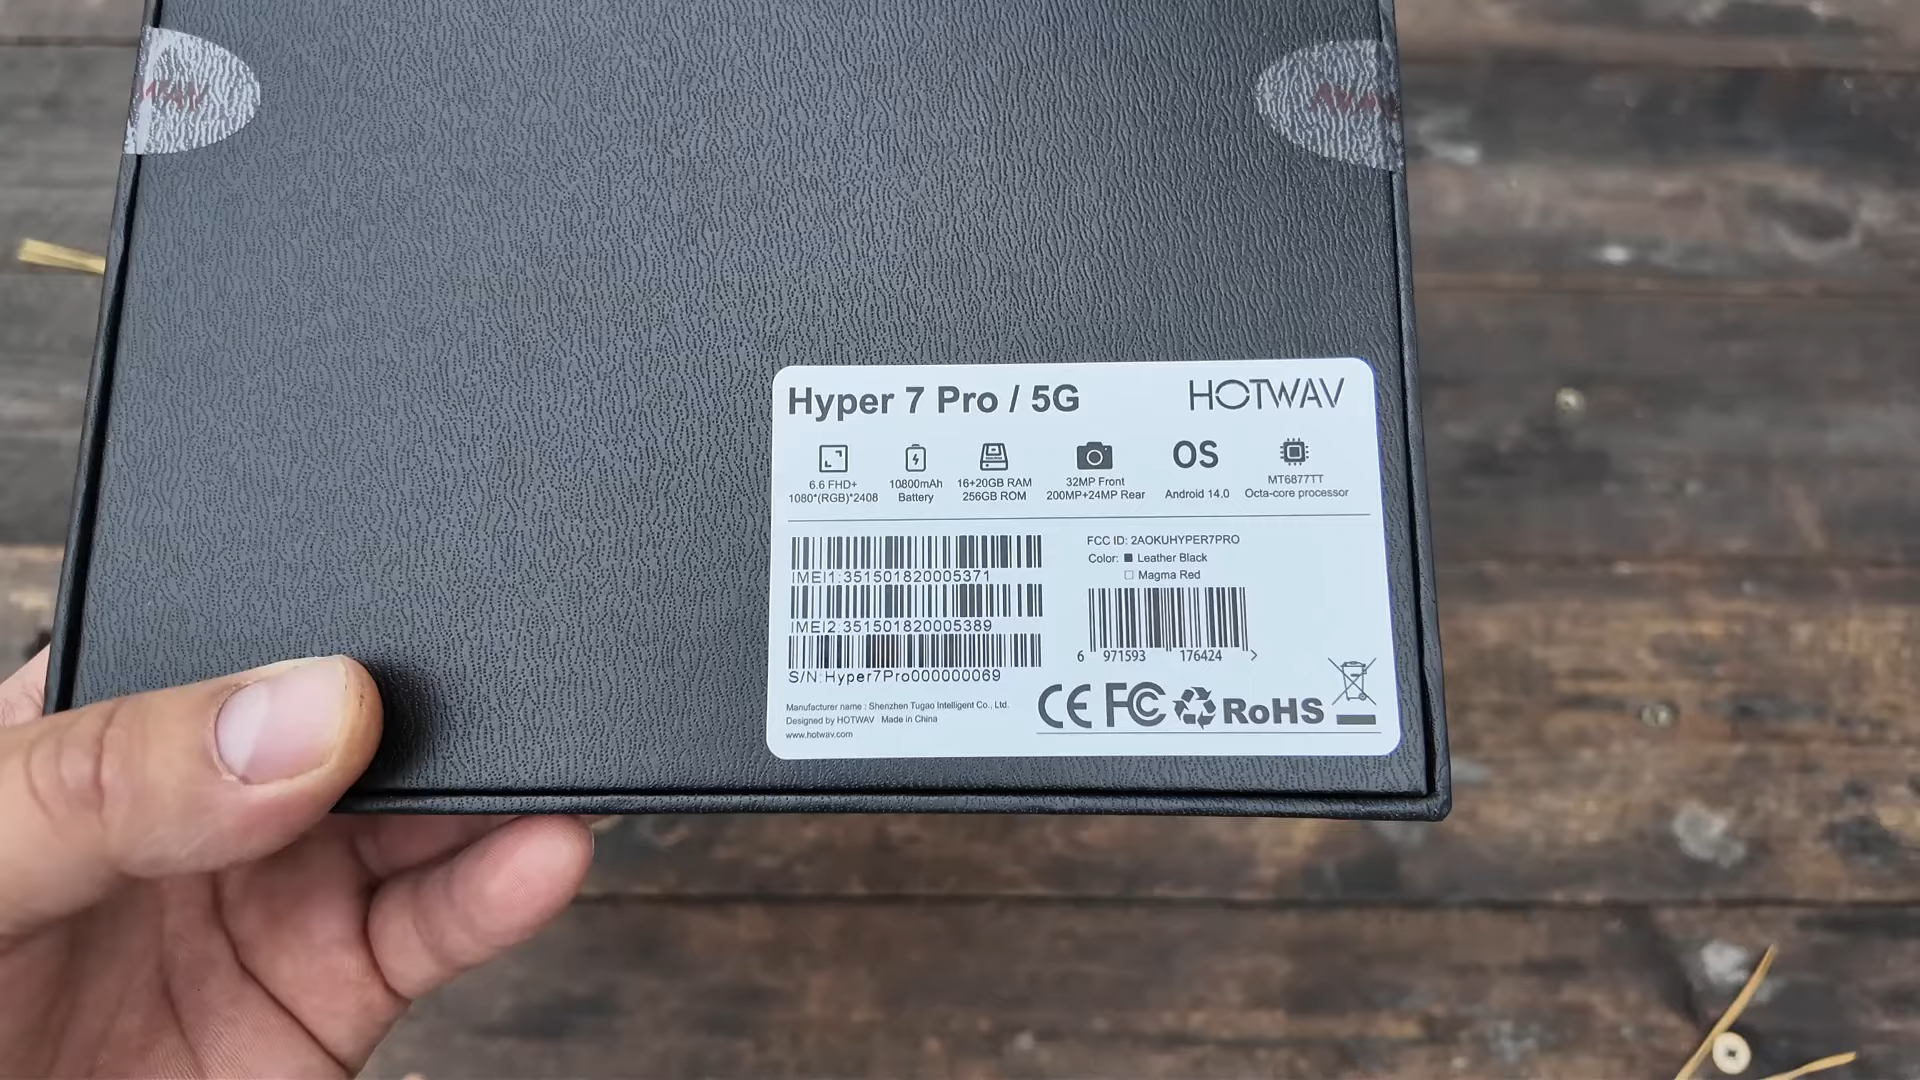 Hyper 7 Pro / 5G
HOTWAV
6.6 FHD+
1080*(RGB)*2408
10800mAh
Battery
16+20GB RAM
256GB ROM
32MP Front
200MP+24MP Rear
OS
Android 14.0
MT6877TT
Octa-core processor
IMEI1:351501820005371
IMEI2:351501820005389
S/N:Hyper7Pro000000069
Manufacturer name : Shenzhen Tugao Intelligent Co., Ltd.
Designed by HOTWAV Made in China
www.hotwav.com
FCC ID: 2AOKUHYPER7PRO
Color: ■ Leather Black
□ Magma Red
6 971593 176424 >
CE FC RoHS